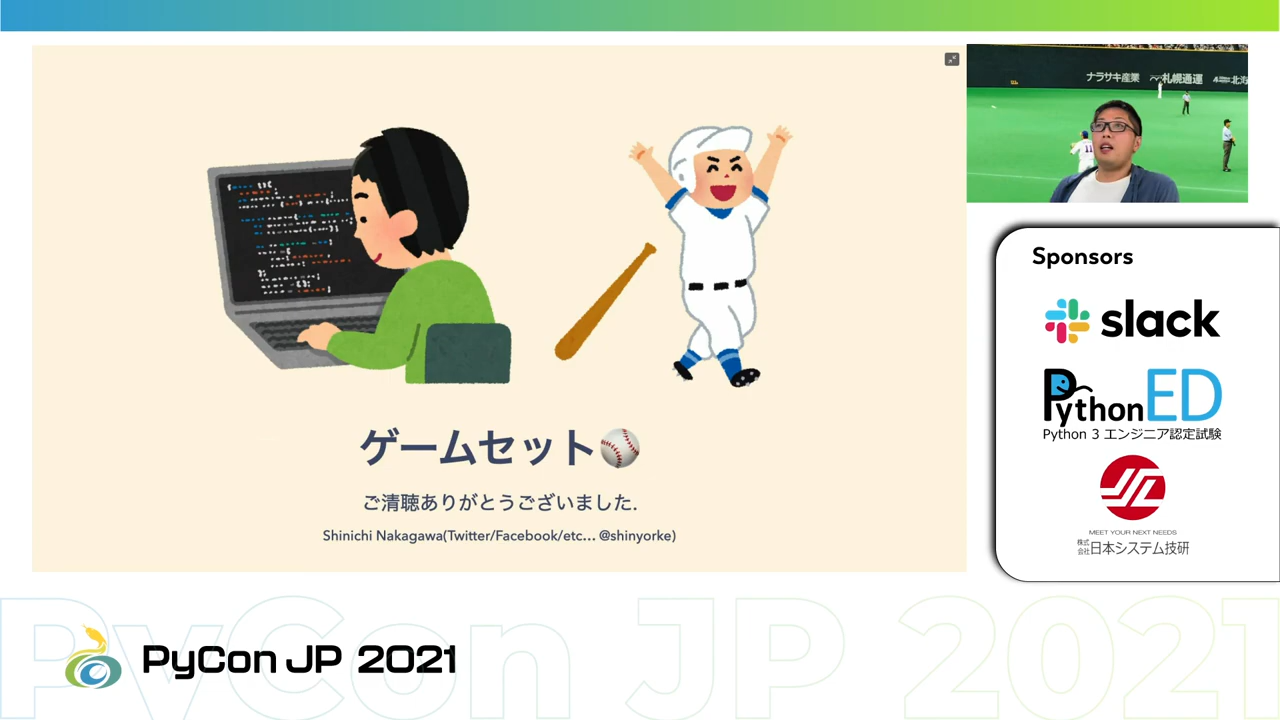 ゲームセット
ご清聴ありがとうございました.
Shinichi Nakagawa(Twitter/Facebook/etc... @shinyorke)
ナラサキ産業
札幌通運
Sponsors
slack
PythonED
Python 3 エンジニア認定試験
MEET YOUR NEXT NEEDS
株式会社日本システム技研
PyCon JP 2021
PyCon JP 2021